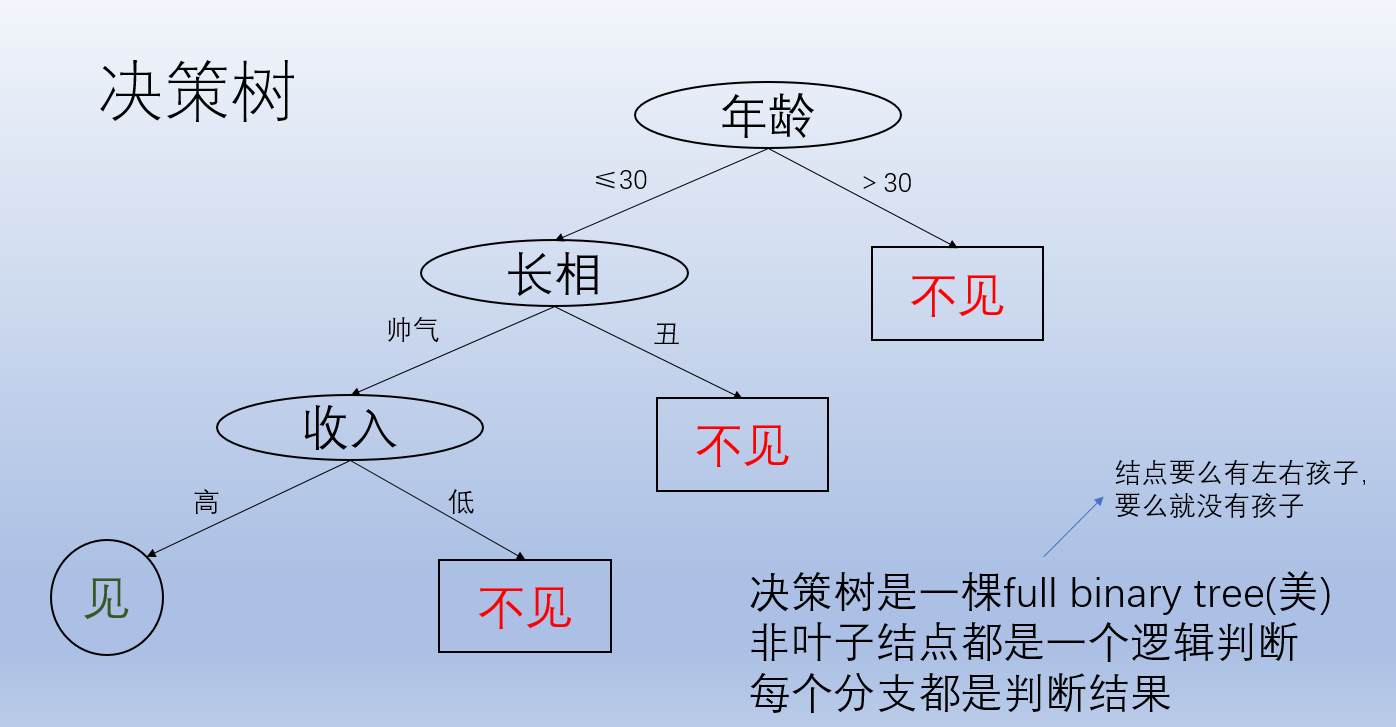 决策树
年龄
≤30
> 30
长相
不见
帅气
丑
收入
不见
高
低
见
不见
结点要么有左右孩子,
要么就没有孩子
决策树是一棵full binary tree(美)
非叶子结点都是一个逻辑判断
每个分支都是判断结果